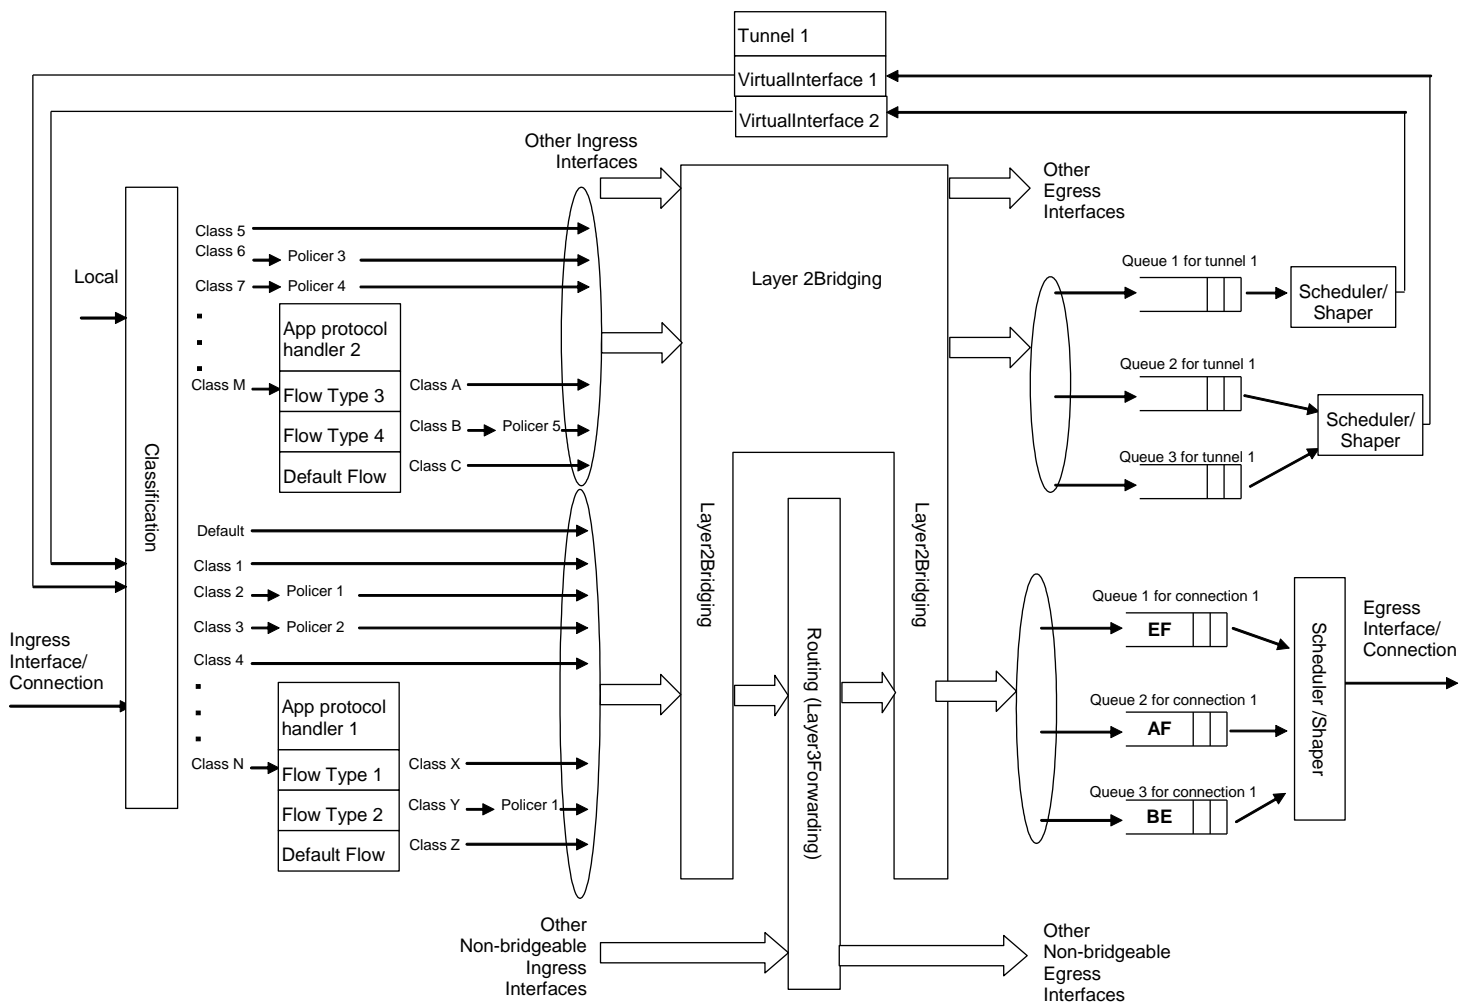 Tunnel 1
VirtualInterface 1
VirtualInterface 2
Other Ingress
Interfaces
Other
Egress
Interfaces
Local
Classification
Class 5
Class 6
Policer 3
Class 7
Policer 4
App protocol
handler 2
Class M
Flow Type 3
Class A
Flow Type 4
Class B
Policer 5
Default Flow
Class C
Default
Class 1
Class 2
Policer 1
Class 3
Policer 2
Class 4
Ingress
Interface/
Connection
App protocol
handler 1
Class N
Flow Type 1
Class X
Flow Type 2
Class Y
Policer 1
Default Flow
Class Z
Layer 2Bridging
Layer2Bridging
Routing (Layer3Forwarding)
Layer2Bridging
Queue 1 for tunnel 1
Scheduler/
Shaper
Queue 2 for tunnel 1
Scheduler/
Shaper
Queue 3 for tunnel 1
Queue 1 for connection 1
EF
Queue 2 for connection 1
AF
Queue 3 for connection 1
BE
Scheduler /Shaper
Egress
Interface/
Connection
Other
Non-bridgeable
Ingress
Interfaces
Other
Non-bridgeable
Egress
Interfaces